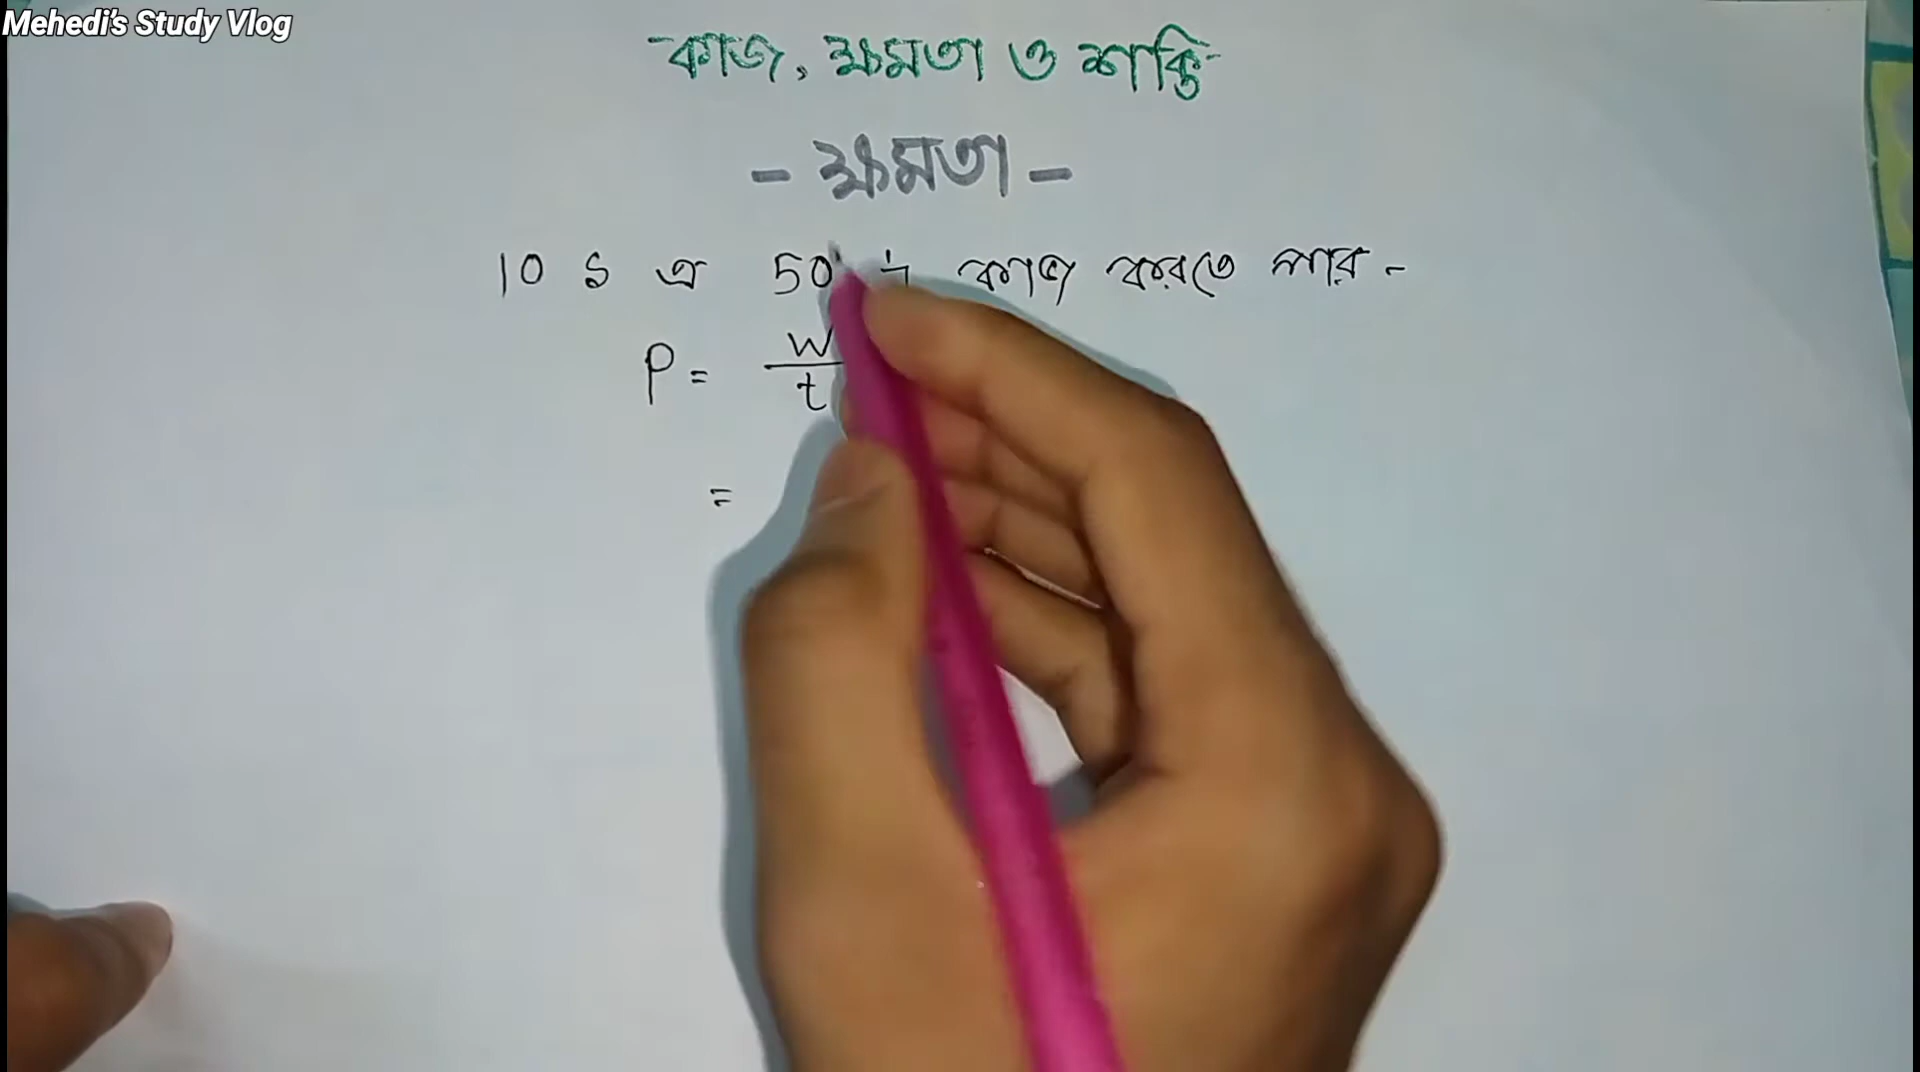 Mehedi's Study Vlog
-কাজ, ক্ষমতা ও শক্তি-
- ক্ষমতা -
10 s এ 50 কাজ করতে পার -
P = W/t
=